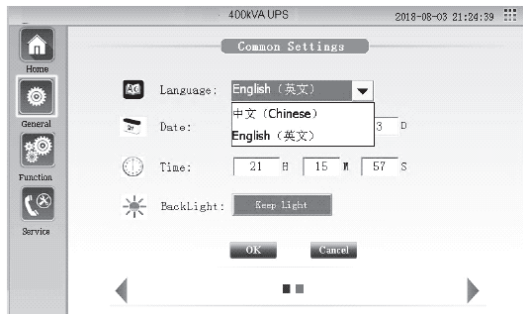 400kVA UPS
2018-08-03 21:24:39
Common Settings
Home
General
Function
Service
Language: English (英文)
中文 (Chinese)
English (英文)
Date: 3 D
Time: 21 H 15 M 57 S
BackLight: Keep Light
OK Cancel